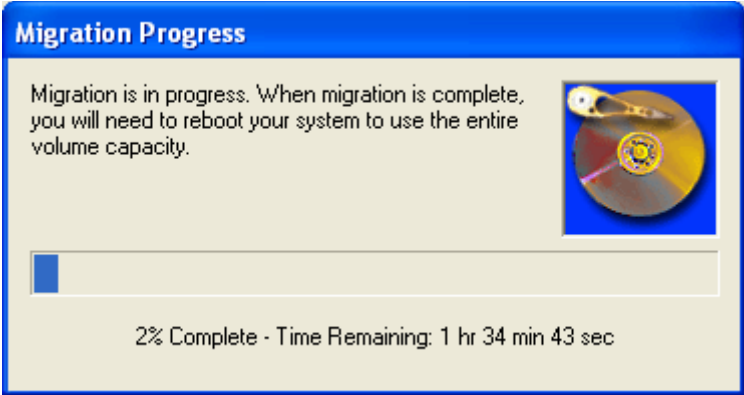 Migration Progress
Migration is in progress. When migration is complete,
you will need to reboot your system to use the entire
volume capacity.
2% Complete - Time Remaining: 1 hr 34 min 43 sec